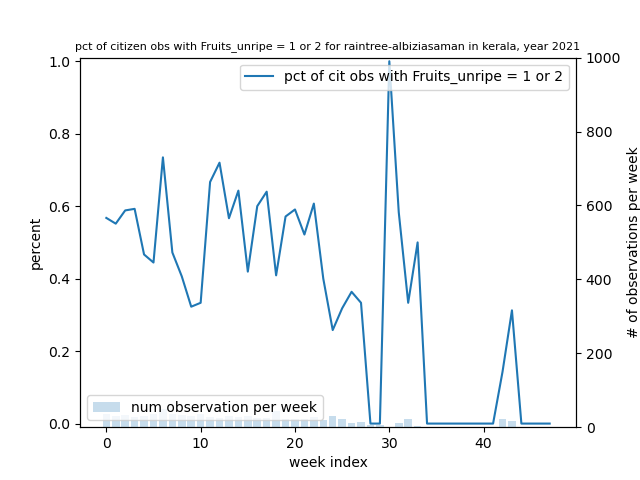 pct of citizen obs with Fruits_unripe = 1 or 2 for raintree-albiziasaman in kerala, year 2021
pct of cit obs with Fruits_unripe = 1 or 2
1.0
0.8
0.6
0.4
0.2
0.0
percent
1000
800
600
400
200
0
# of observations per week
num observation per week
0 10 20 30 40
week index